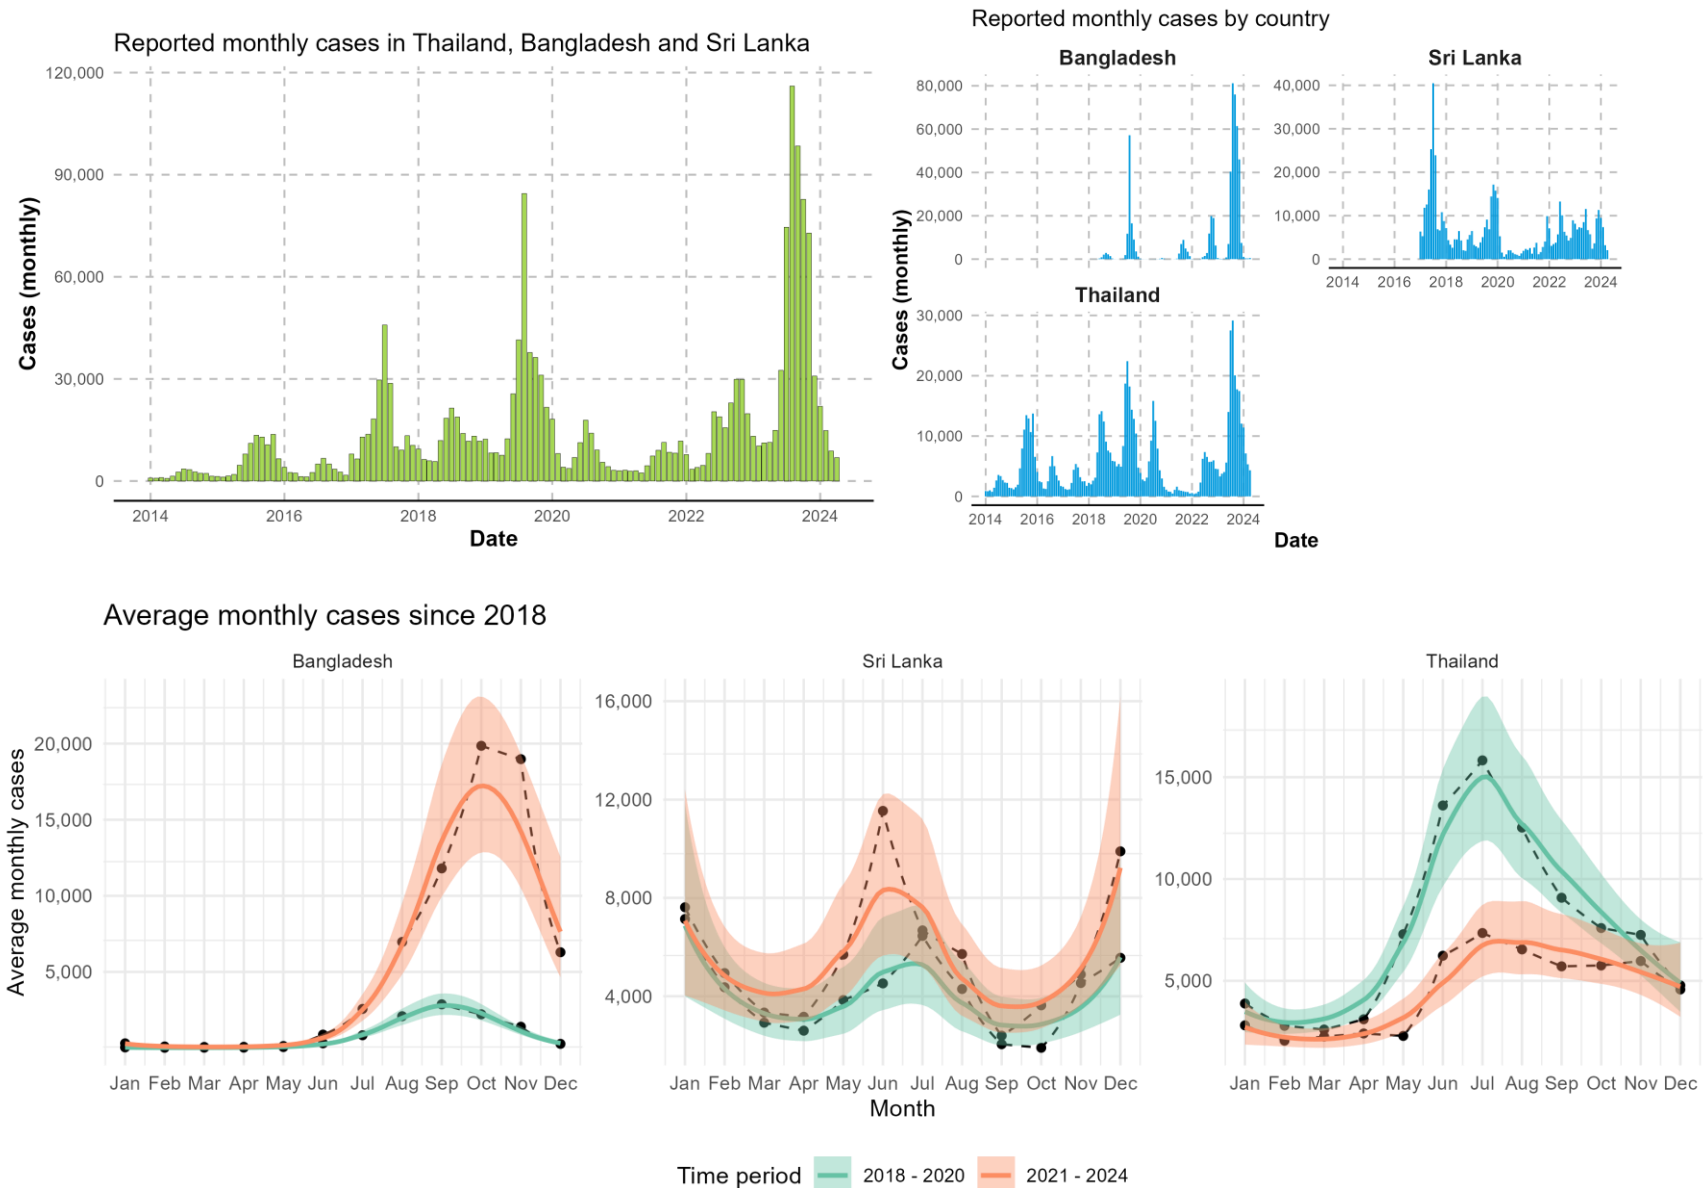 Reported monthly cases in Thailand, Bangladesh and Sri Lanka
120,000
90,000
60,000
30,000
0
Cases (monthly)
2014 2016 2018 2020 2022 2024
Date
Reported monthly cases by country
Bangladesh
80,000
60,000
40,000
20,000
0
Sri Lanka
40,000
30,000
20,000
10,000
0
2014 2016 2018 2020 2022 2024
Thailand
30,000
20,000
10,000
0
2014 2016 2018 2020 2022 2024
Cases (monthly)
Date
Average monthly cases since 2018
Average monthly cases
Bangladesh
20,000
15,000
10,000
5,000
Jan Feb Mar Apr May Jun Jul Aug Sep Oct Nov Dec
Sri Lanka
16,000
12,000
8,000
4,000
Jan Feb Mar Apr May Jun Jul Aug Sep Oct Nov Dec
Thailand
15,000
10,000
5,000
Jan Feb Mar Apr May Jun Jul Aug Sep Oct Nov Dec
Month
Time period 2018 - 2020 2021 - 2024